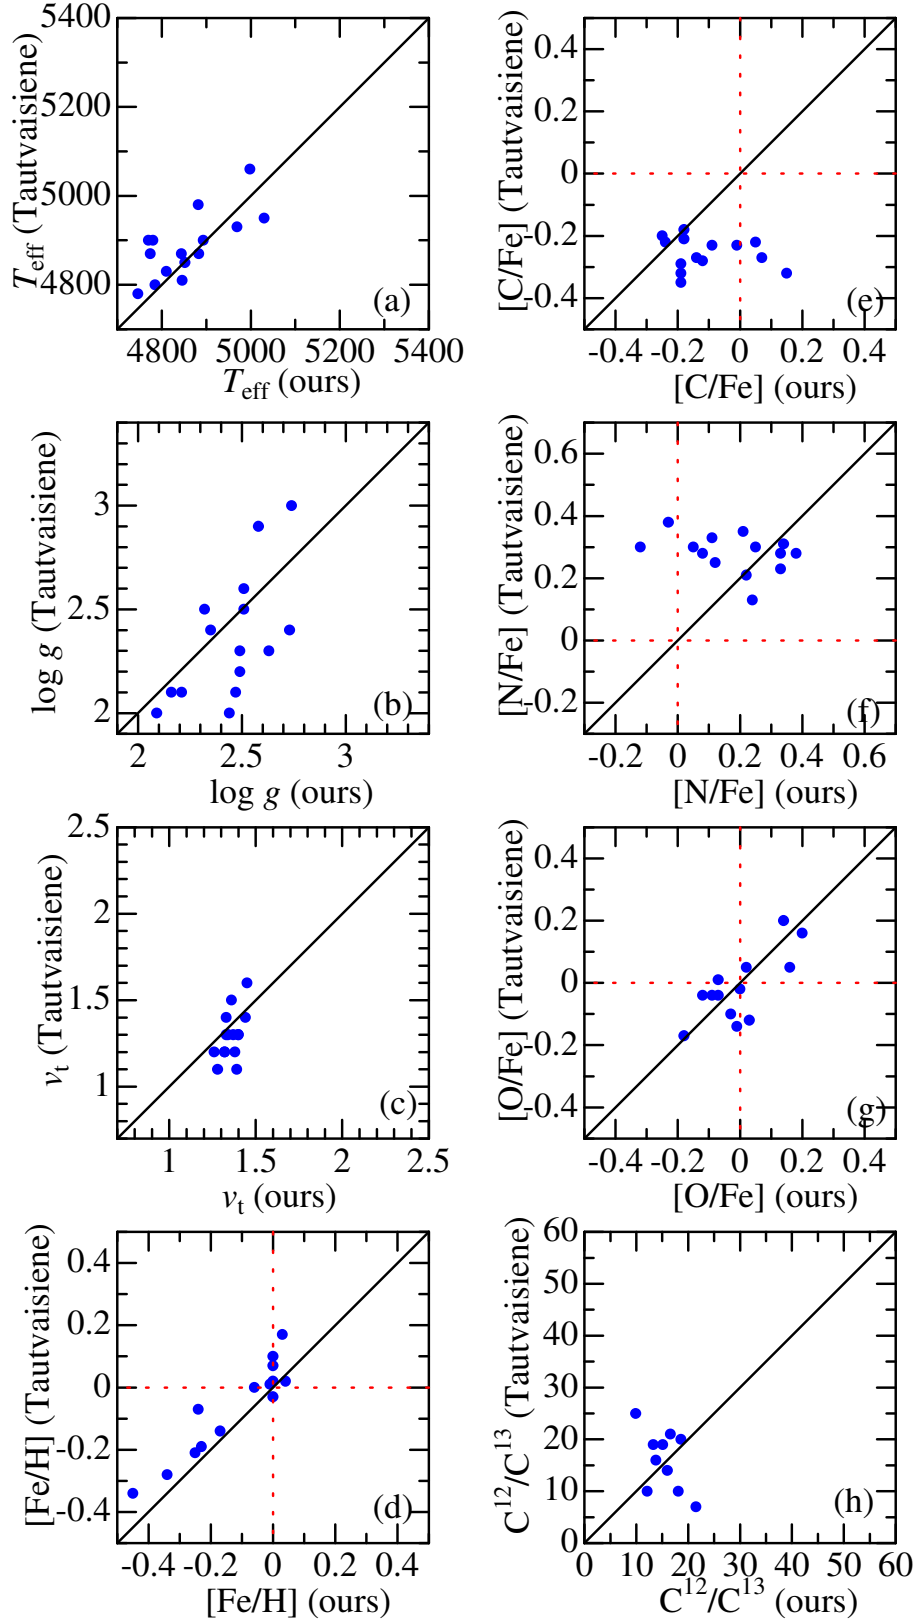 5400
5200
5000
4800
T_eff (Tautvaisiene)
(a)
4800 5000 5200 5400
T_eff (ours)
0.4
0.2
0
-0.2
-0.4
[C/Fe] (Tautvaisiene)
(e)
-0.4 -0.2 0 0.2 0.4
[C/Fe] (ours)
3
2.5
2
log g (Tautvaisiene)
(b)
2 2.5 3
log g (ours)
0.6
0.4
0.2
0
-0.2
[N/Fe] (Tautvaisiene)
(f)
-0.2 0 0.2 0.4 0.6
[N/Fe] (ours)
2.5
2
1.5
1
v_t (Tautvaisiene)
(c)
1 1.5 2 2.5
v_t (ours)
0.4
0.2
0
-0.2
-0.4
[O/Fe] (Tautvaisiene)
(g)
-0.4 -0.2 0 0.2 0.4
[O/Fe] (ours)
0.4
0.2
0
-0.2
-0.4
[Fe/H] (Tautvaisiene)
(d)
-0.4 -0.2 0 0.2 0.4
[Fe/H] (ours)
60
50
40
30
20
10
0
C¹²/C¹³ (Tautvaisiene)
(h)
0 10 20 30 40 50 60
C¹²/C¹³ (ours)